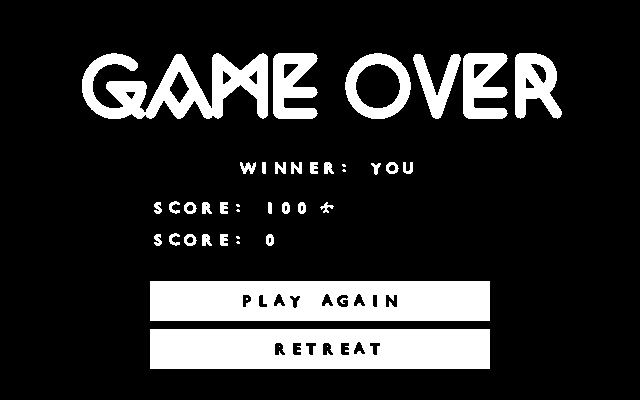 GAME OVER
WINNER: YOU
SCORE: 100
SCORE: 0
PLAY AGAIN
RETREAT